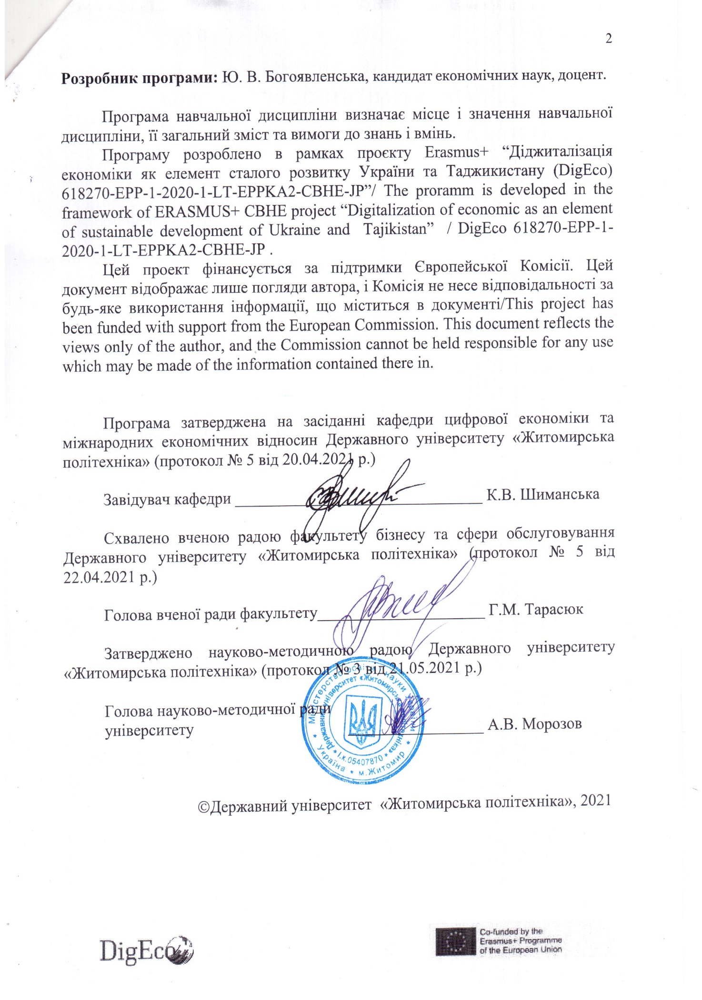 2
Розробник програми: Ю. В. Богоявленська, кандидат економічних наук, доцент.
Програма навчальної дисципліни визначає місце і значення навчальної
дисципліни, її загальний зміст та вимоги до знань і вмінь.
Програму розроблено в рамках проєкту Erasmus+ “Діджиталізація
економіки як елемент сталого розвитку України та Таджикистану (DigEco)
618270-EPP-1-2020-1-LT-EPPKA2-CBHE-JP”/ The proramm is developed in the
framework of ERASMUS+ CBHE project “Digitalization of economic as an element
of sustainable development of Ukraine and Tajikistan” / DigEco 618270-EPP-1-
2020-1-LT-EPPKA2-CBHE-JP .
Цей проект фінансується за підтримки Європейської Комісії. Цей
документ відображає лише погляди автора, і Комісія не несе відповідальності за
будь-яке використання інформації, що міститься в документі/This project has
been funded with support from the European Commission. This document reflects the
views only of the author, and the Commission cannot be held responsible for any use
which may be made of the information contained there in.
Програма затверджена на засіданні кафедри цифрової економіки та
міжнародних економічних відносин Державного університету «Житомирська
політехніка» (протокол № 5 від 20.04.2021 р.)
Завідувач кафедри ______________________________ К.В. Шиманська
Схвалено вченою радою факультету бізнесу та сфери обслуговування
Державного університету «Житомирська політехніка» (протокол № 5 від
22.04.2021 р.)
Голова вченої ради факультету____________________ Г.М. Тарасюк
Затверджено науково-методичною радою Державного університету
«Житомирська політехніка» (протокол № 3 від 21.05.2021 р.)
Голова науково-методичної ради
університету ________________ А.В. Морозов
Міністерство освіти і науки України
Державний університет «Житомирська політехніка»
* І.к.05407870 *
* Україна * м.Житомир *
©Державний університет «Житомирська політехніка», 2021
DigEco
Co-funded by the
Erasmus+ Programme
of the European Union